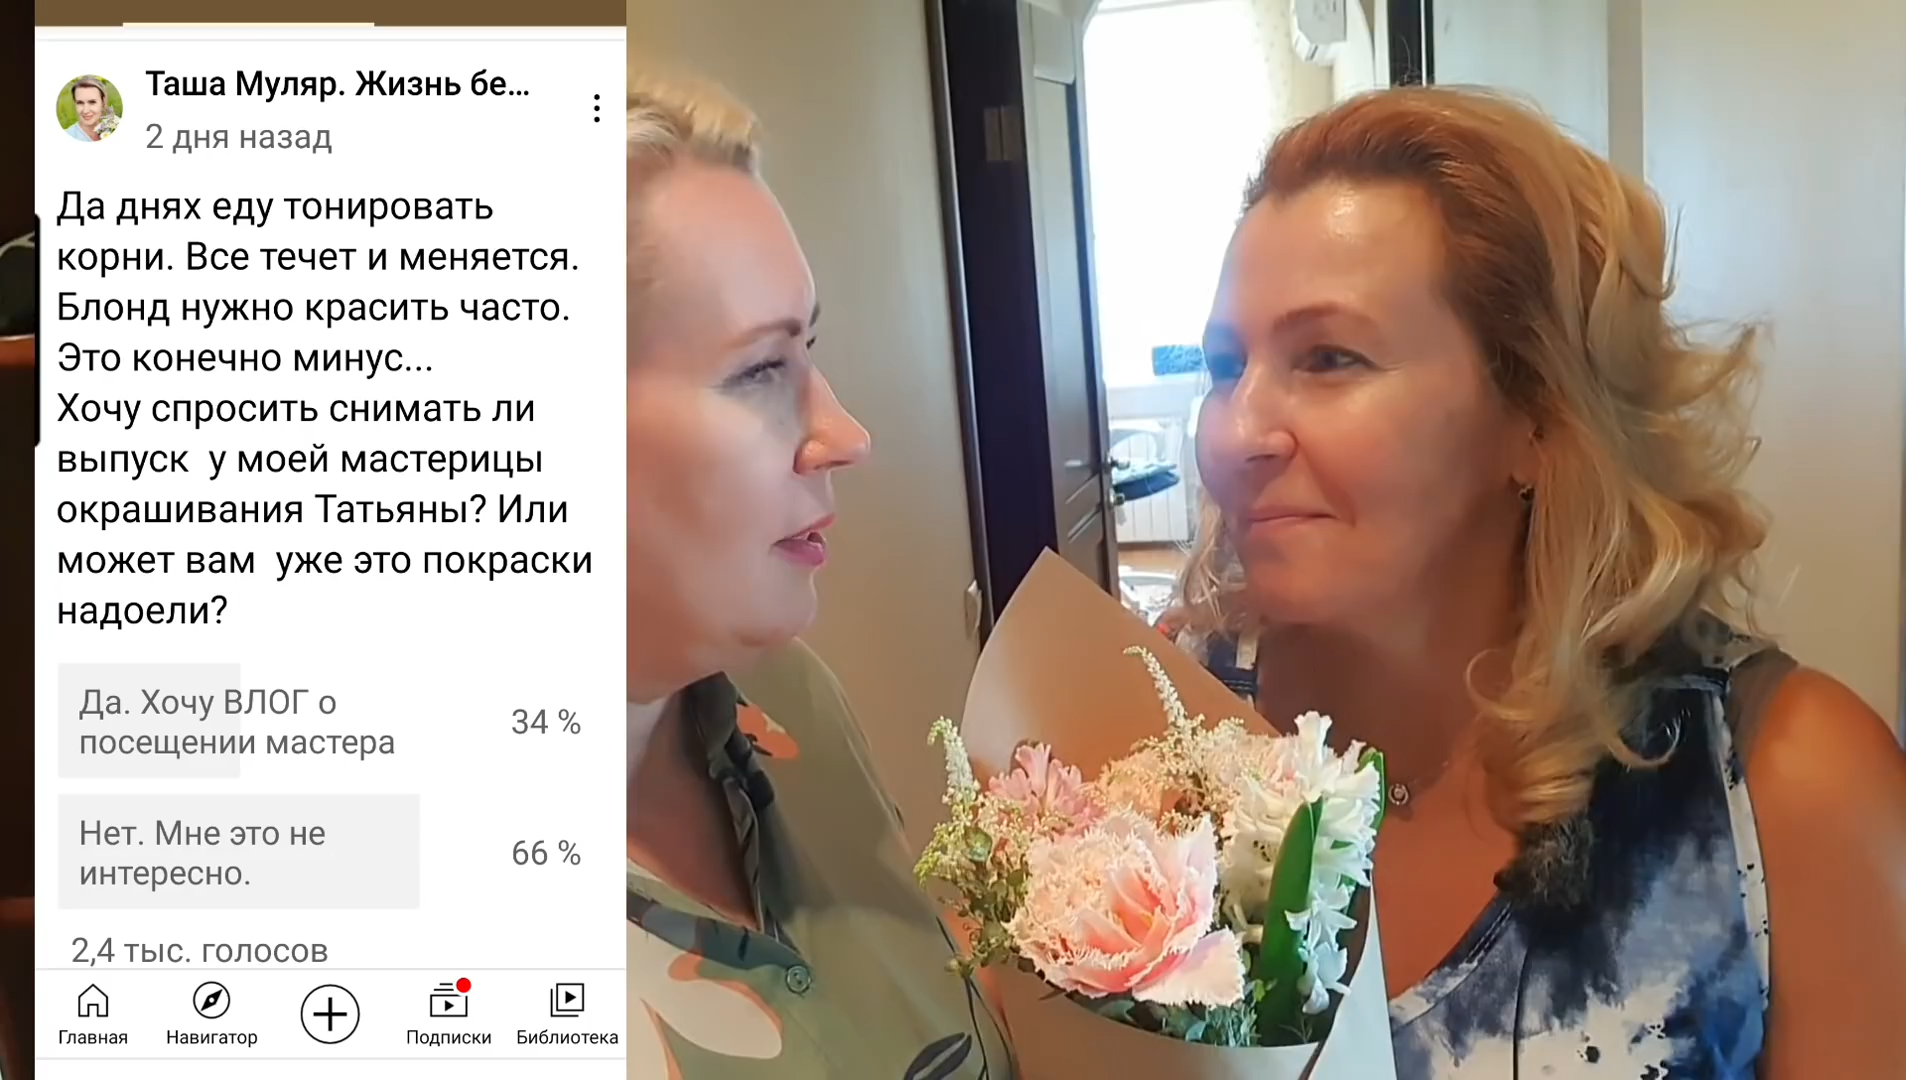 Таша Муляр. Жизнь бе...
2 дня назад
Да днях еду тонировать
корни. Все течет и меняется.
Блонд нужно красить часто.
Это конечно минус...
Хочу спросить снимать ли
выпуск у моей мастерицы
окрашивания Татьяны? Или
может вам уже это покраски
надоели?
Да. Хочу ВЛОГ о
посещении мастера
34 %
Нет. Мне это не
интересно.
66 %
2,4 тыс. голосов
Главная
Навигатор
Подписки
Библиотека